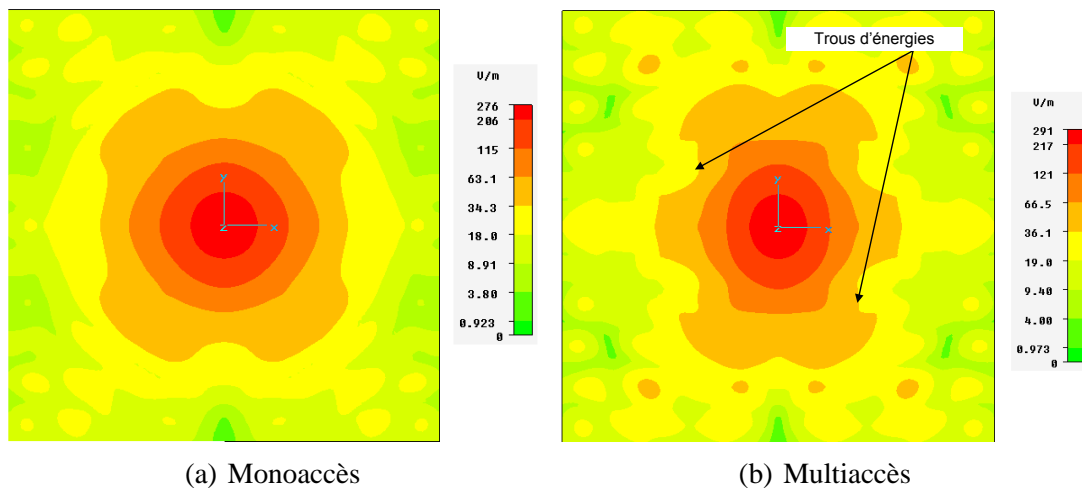 Trous d'énergies
V/m
276
206
115
63.1
34.3
18.0
8.91
3.80
0.923
0
Y
Z
X
V/m
291
217
121
66.5
36.1
19.0
9.40
4.00
0.973
0
Y
Z
X
(a) Monoaccès
(b) Multiaccès